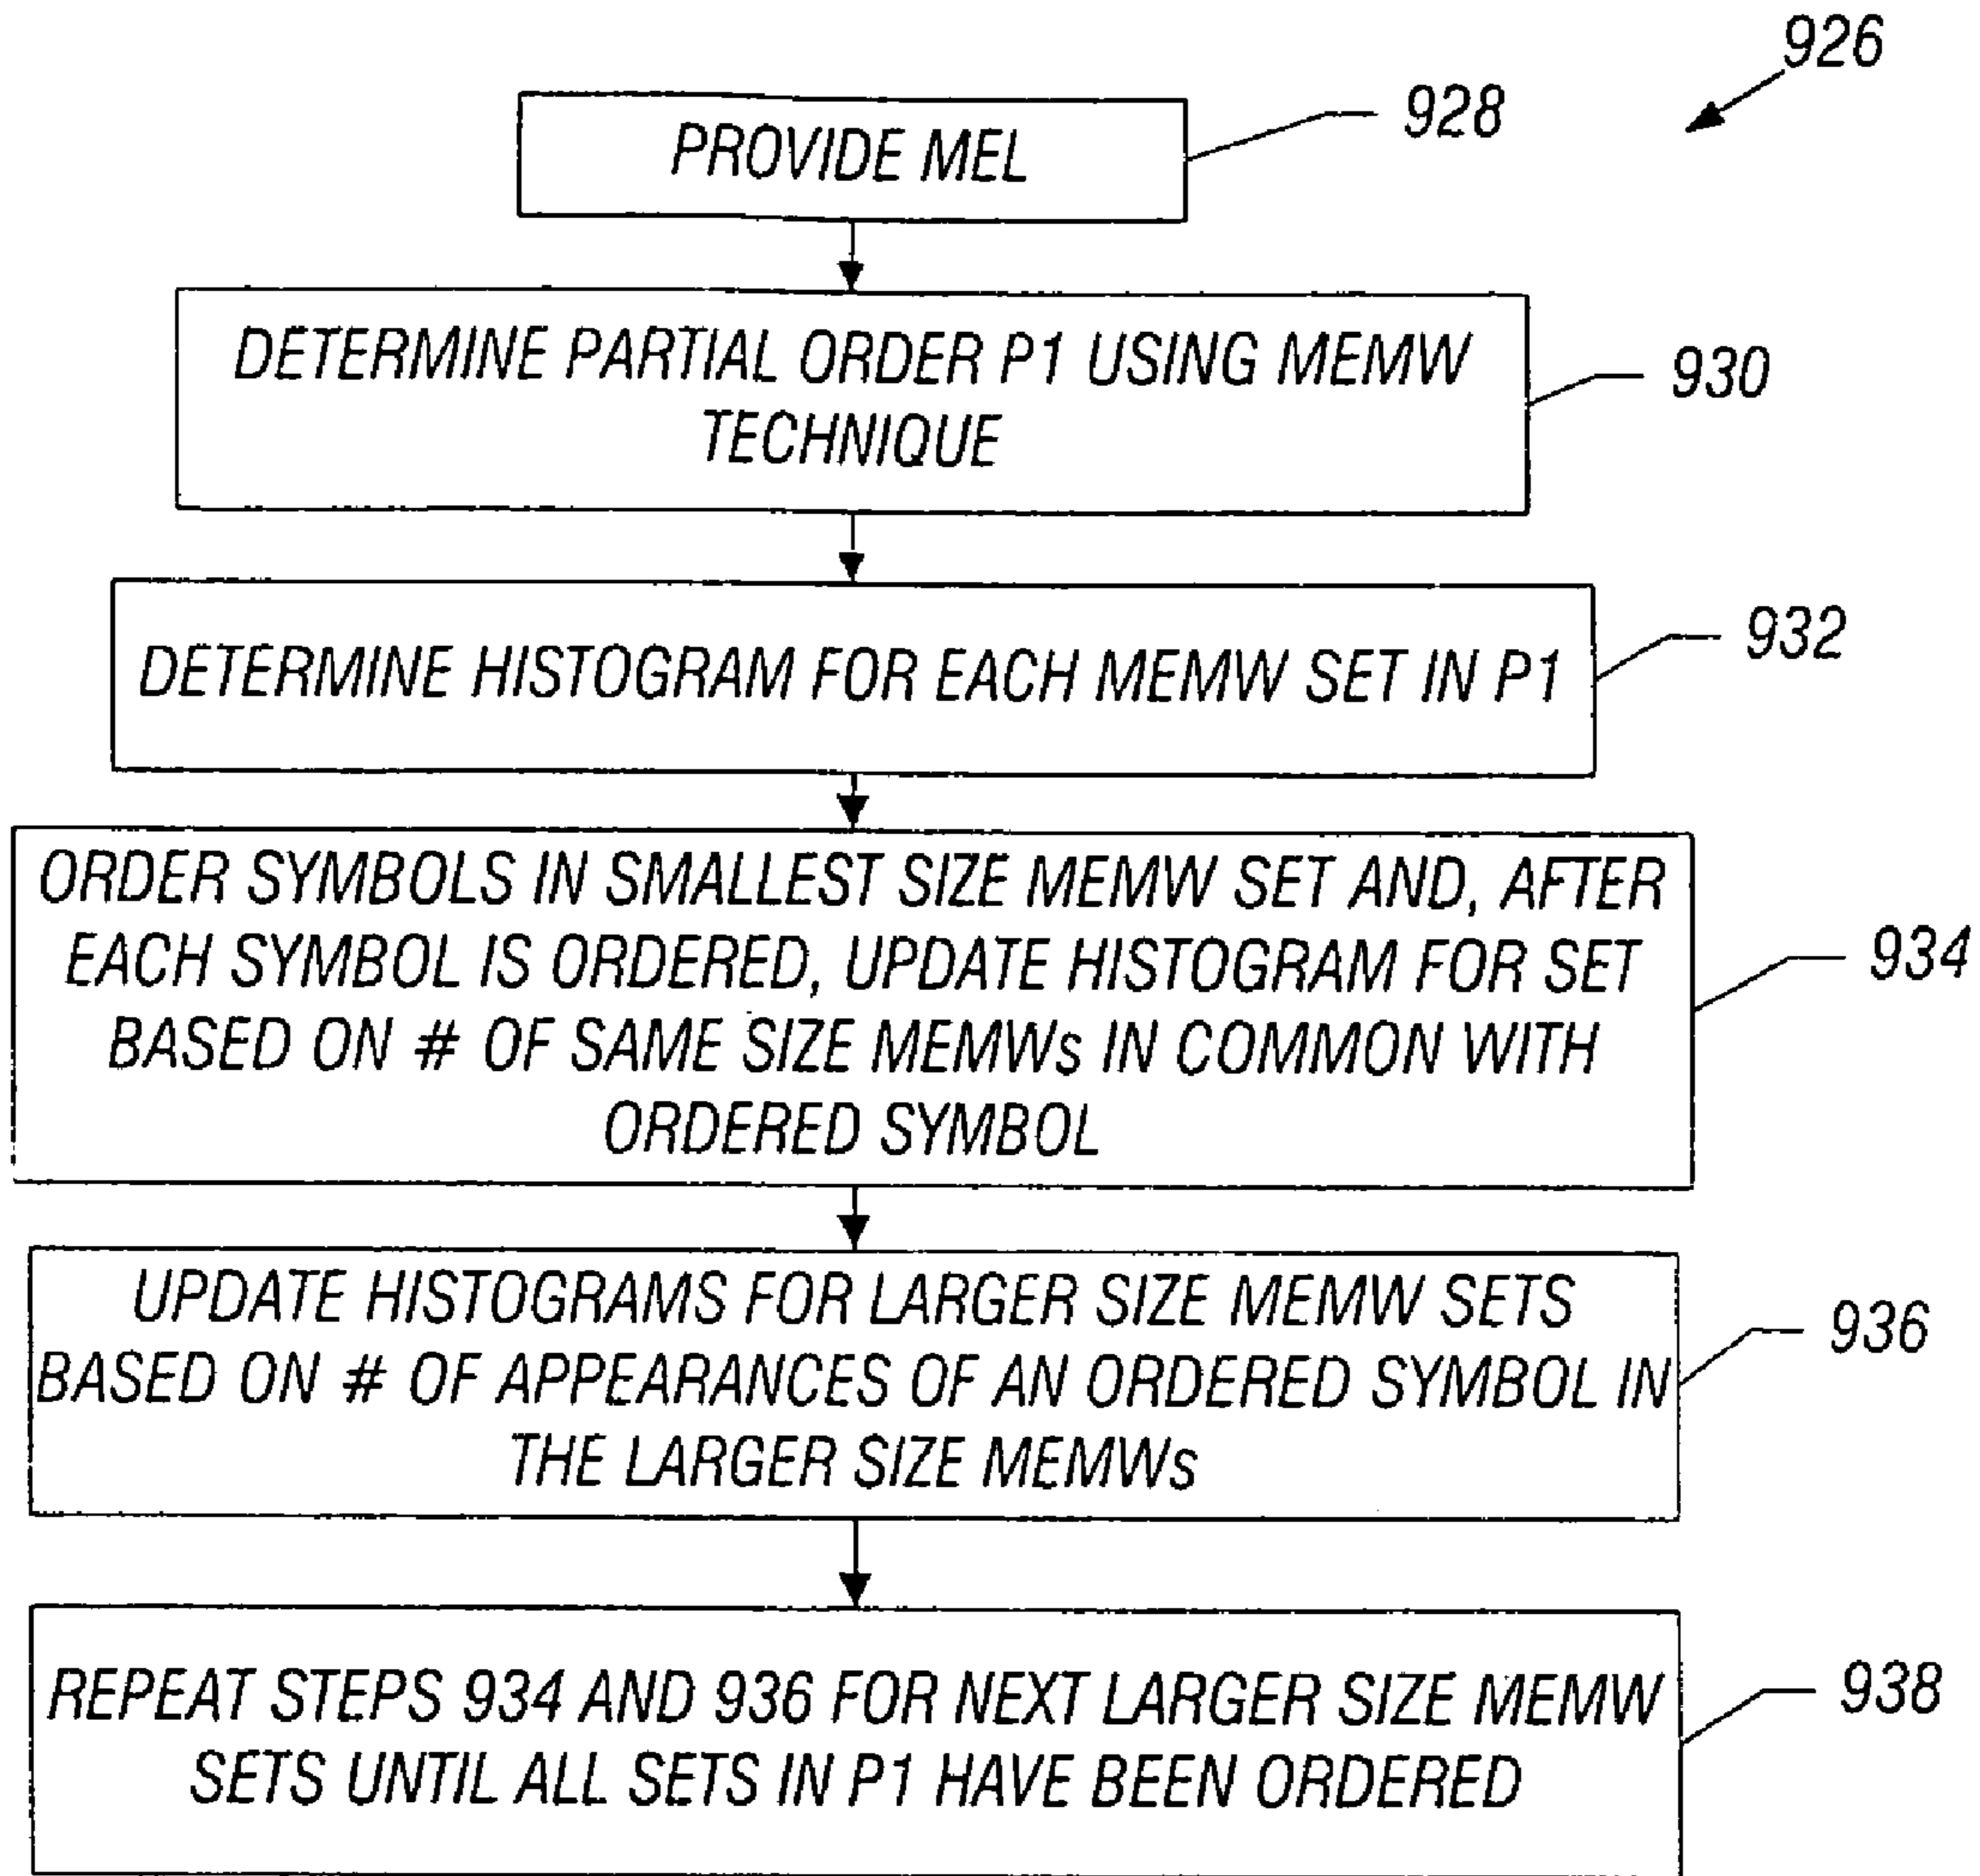 926
PROVIDE MEL
928
DETERMINE PARTIAL ORDER P1 USING MEMW
TECHNIQUE
930
DETERMINE HISTOGRAM FOR EACH MEMW SET IN P1
932
ORDER SYMBOLS IN SMALLEST SIZE MEMW SET AND, AFTER
EACH SYMBOL IS ORDERED, UPDATE HISTOGRAM FOR SET
BASED ON # OF SAME SIZE MEMWs IN COMMON WITH
ORDERED SYMBOL
934
UPDATE HISTOGRAMS FOR LARGER SIZE MEMW SETS
BASED ON # OF APPEARANCES OF AN ORDERED SYMBOL IN
THE LARGER SIZE MEMWs
936
REPEAT STEPS 934 AND 936 FOR NEXT LARGER SIZE MEMW
SETS UNTIL ALL SETS IN P1 HAVE BEEN ORDERED
938